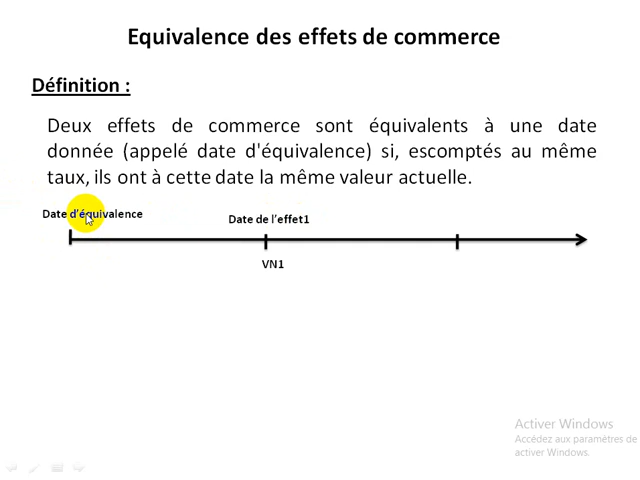 Equivalence des effets de commerce
Définition :
Deux effets de commerce sont équivalents à une date
donnée (appelé date d'équivalence) si, escomptés au même
taux, ils ont à cette date la même valeur actuelle.
Date d'équivalence
Date de l'effet1
VN1
Activer Windows
Accédez aux paramètres de
activer Windows.